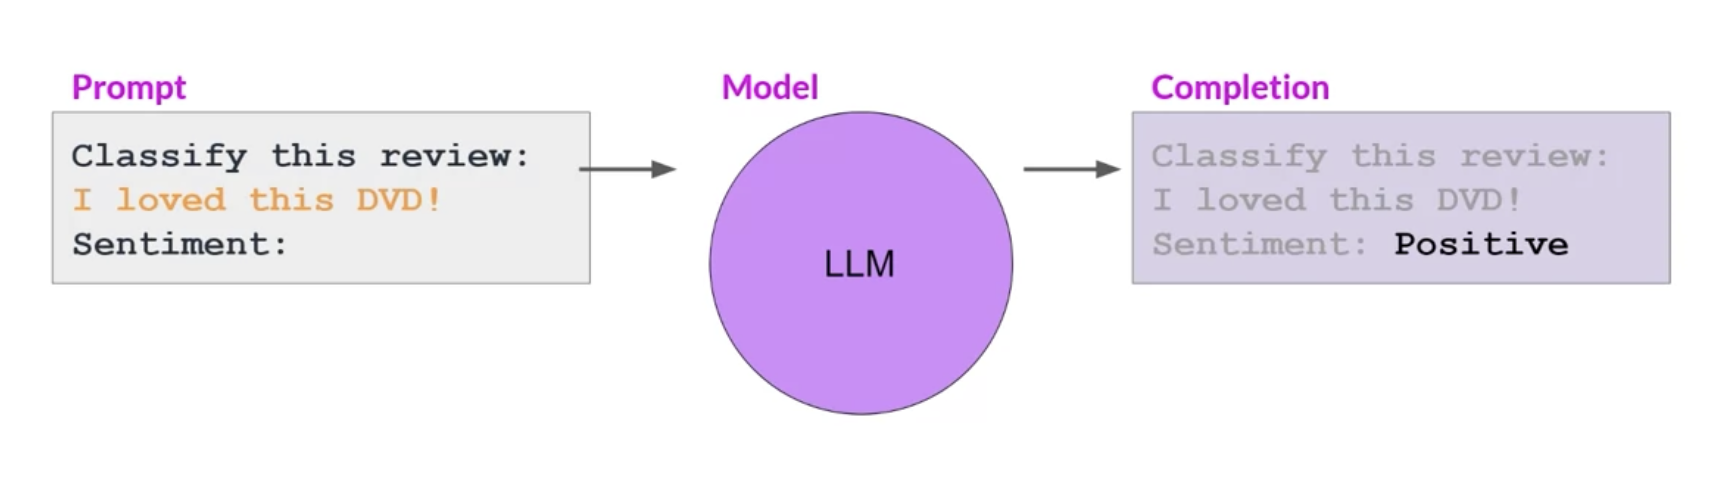 Prompt
Classify this review:
I loved this DVD!
Sentiment:
Model
LLM
Completion
Classify this review:
I loved this DVD!
Sentiment: Positive